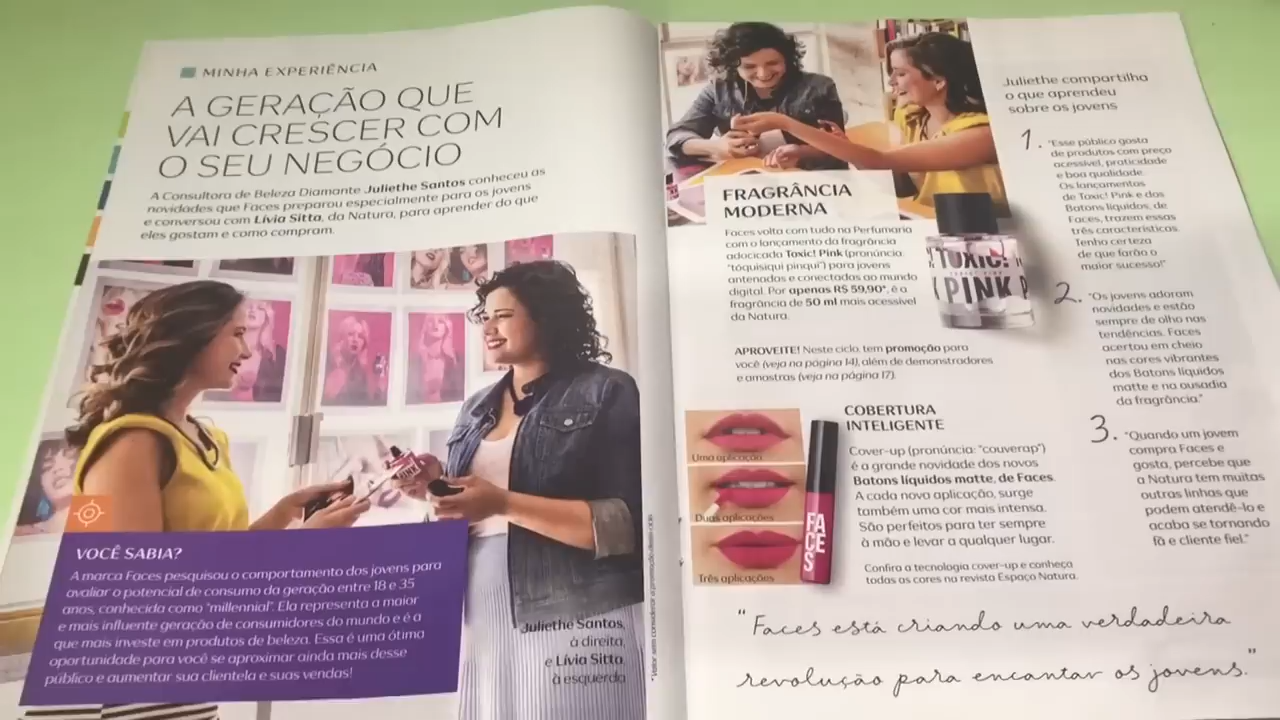 MINHA EXPERIÊNCIA
A GERAÇÃO QUE
VAI CRESCER COM
O SEU NEGÓCIO
A Consultora de Beleza Diamante Juliethe Santos conheceu as
novidades que Faces preparou especialmente para os jovens
e conversou com Lívia Sitta, da Natura, para aprender do que
eles gostam e como compram.
VOCÊ SABIA?
A marca Faces pesquisou o comportamento dos jovens para
avaliar o potencial de consumo da geração entre 18 e 35
anos, conhecida como "millennial". Ela representa a maior
e mais influente geração de consumidores do mundo e é a
que mais investe em produtos de beleza. Essa é uma ótima
oportunidade para você se aproximar ainda mais desse
público e aumentar sua clientela e suas vendas!
PINK
Juliethe Santos,
à direita,
e Lívia Sitta,
à esquerda
FRAGRÂNCIA
MODERNA
Faces volta com tudo na Perfumaria
com o lançamento da fragrância
adocicada Toxic! Pink (pronúncia:
"tóquisiqui pinqui") para jovens
antenadas e conectadas ao mundo
digital. Por apenas R$ 59,90*, é a
fragrância de 50 ml mais acessível
da Natura.
TOXIC!
TOXIC! PINK
PINK P
APROVEITE! Neste ciclo, tem promoção para
você (veja na página 14), além de demonstradores
e amostras (veja na página 17).
Uma aplicação
Duas aplicações
Três aplicações
FA
CE
S
COBERTURA
INTELIGENTE
Cover-up (pronúncia: "couverap")
é a grande novidade dos novos
Batons líquidos matte, de Faces.
A cada nova aplicação, surge
também uma cor mais intensa.
São perfeitos para ter sempre
à mão e levar a qualquer lugar.
Confira a tecnologia cover-up e conheça
todas as cores na revista Espaço Natura.
Juliethe compartilha
o que aprendeu
sobre os jovens
1. "Esse público gosta
de produtos com preço
acessível, praticidade
e boa qualidade.
Os lançamentos
de Toxic! Pink e dos
Batons líquidos, de
Faces, trazem essas
três características.
Tenho certeza
de que farão o
maior sucesso!"
2. "Os jovens adoram
novidades e estão
sempre de olho nas
tendências. Faces
acertou em cheio
nas cores vibrantes
dos Batons líquidos
matte e na ousadia
da fragrância."
3. "Quando um jovem
compra Faces e
gosta, percebe que
a Natura tem muitas
outras linhas que
podem atendê-lo e
acaba se tornando
fã e cliente fiel."
"Faces está criando uma verdadeira
revolução para encantar os jovens."